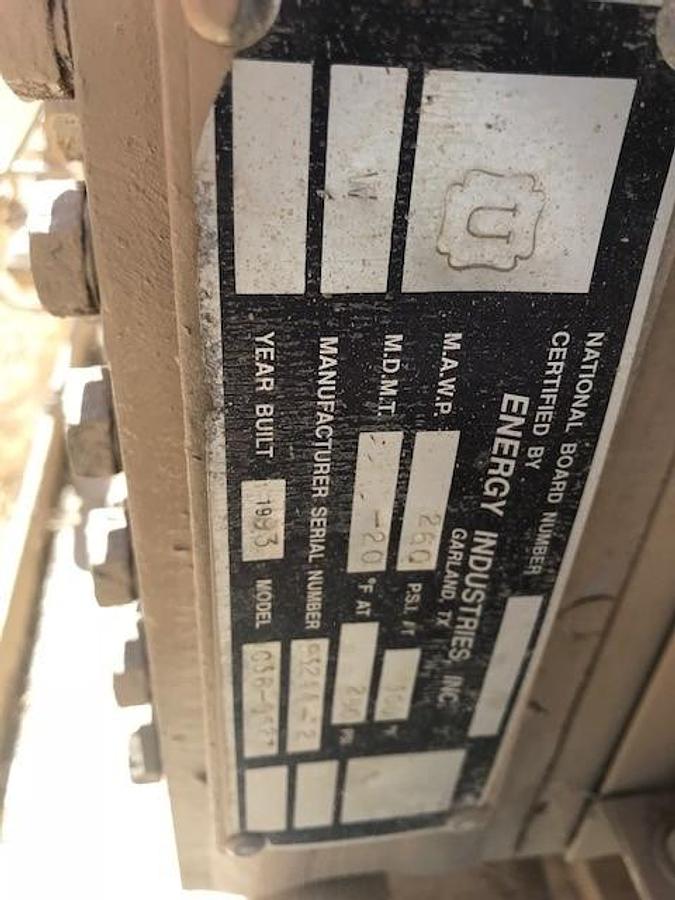 U
W
NATIONAL BOARD NUMBER
CERTIFIED BY
ENERGY INDUSTRIES, INC.
GARLAND, TX
M.A.W.P. 260 P.S.I. AT °F
M.D.M.T. -20 °F AT 260 PSI
MANUFACTURER SERIAL NUMBER
YEAR BUILT 1993 MODEL